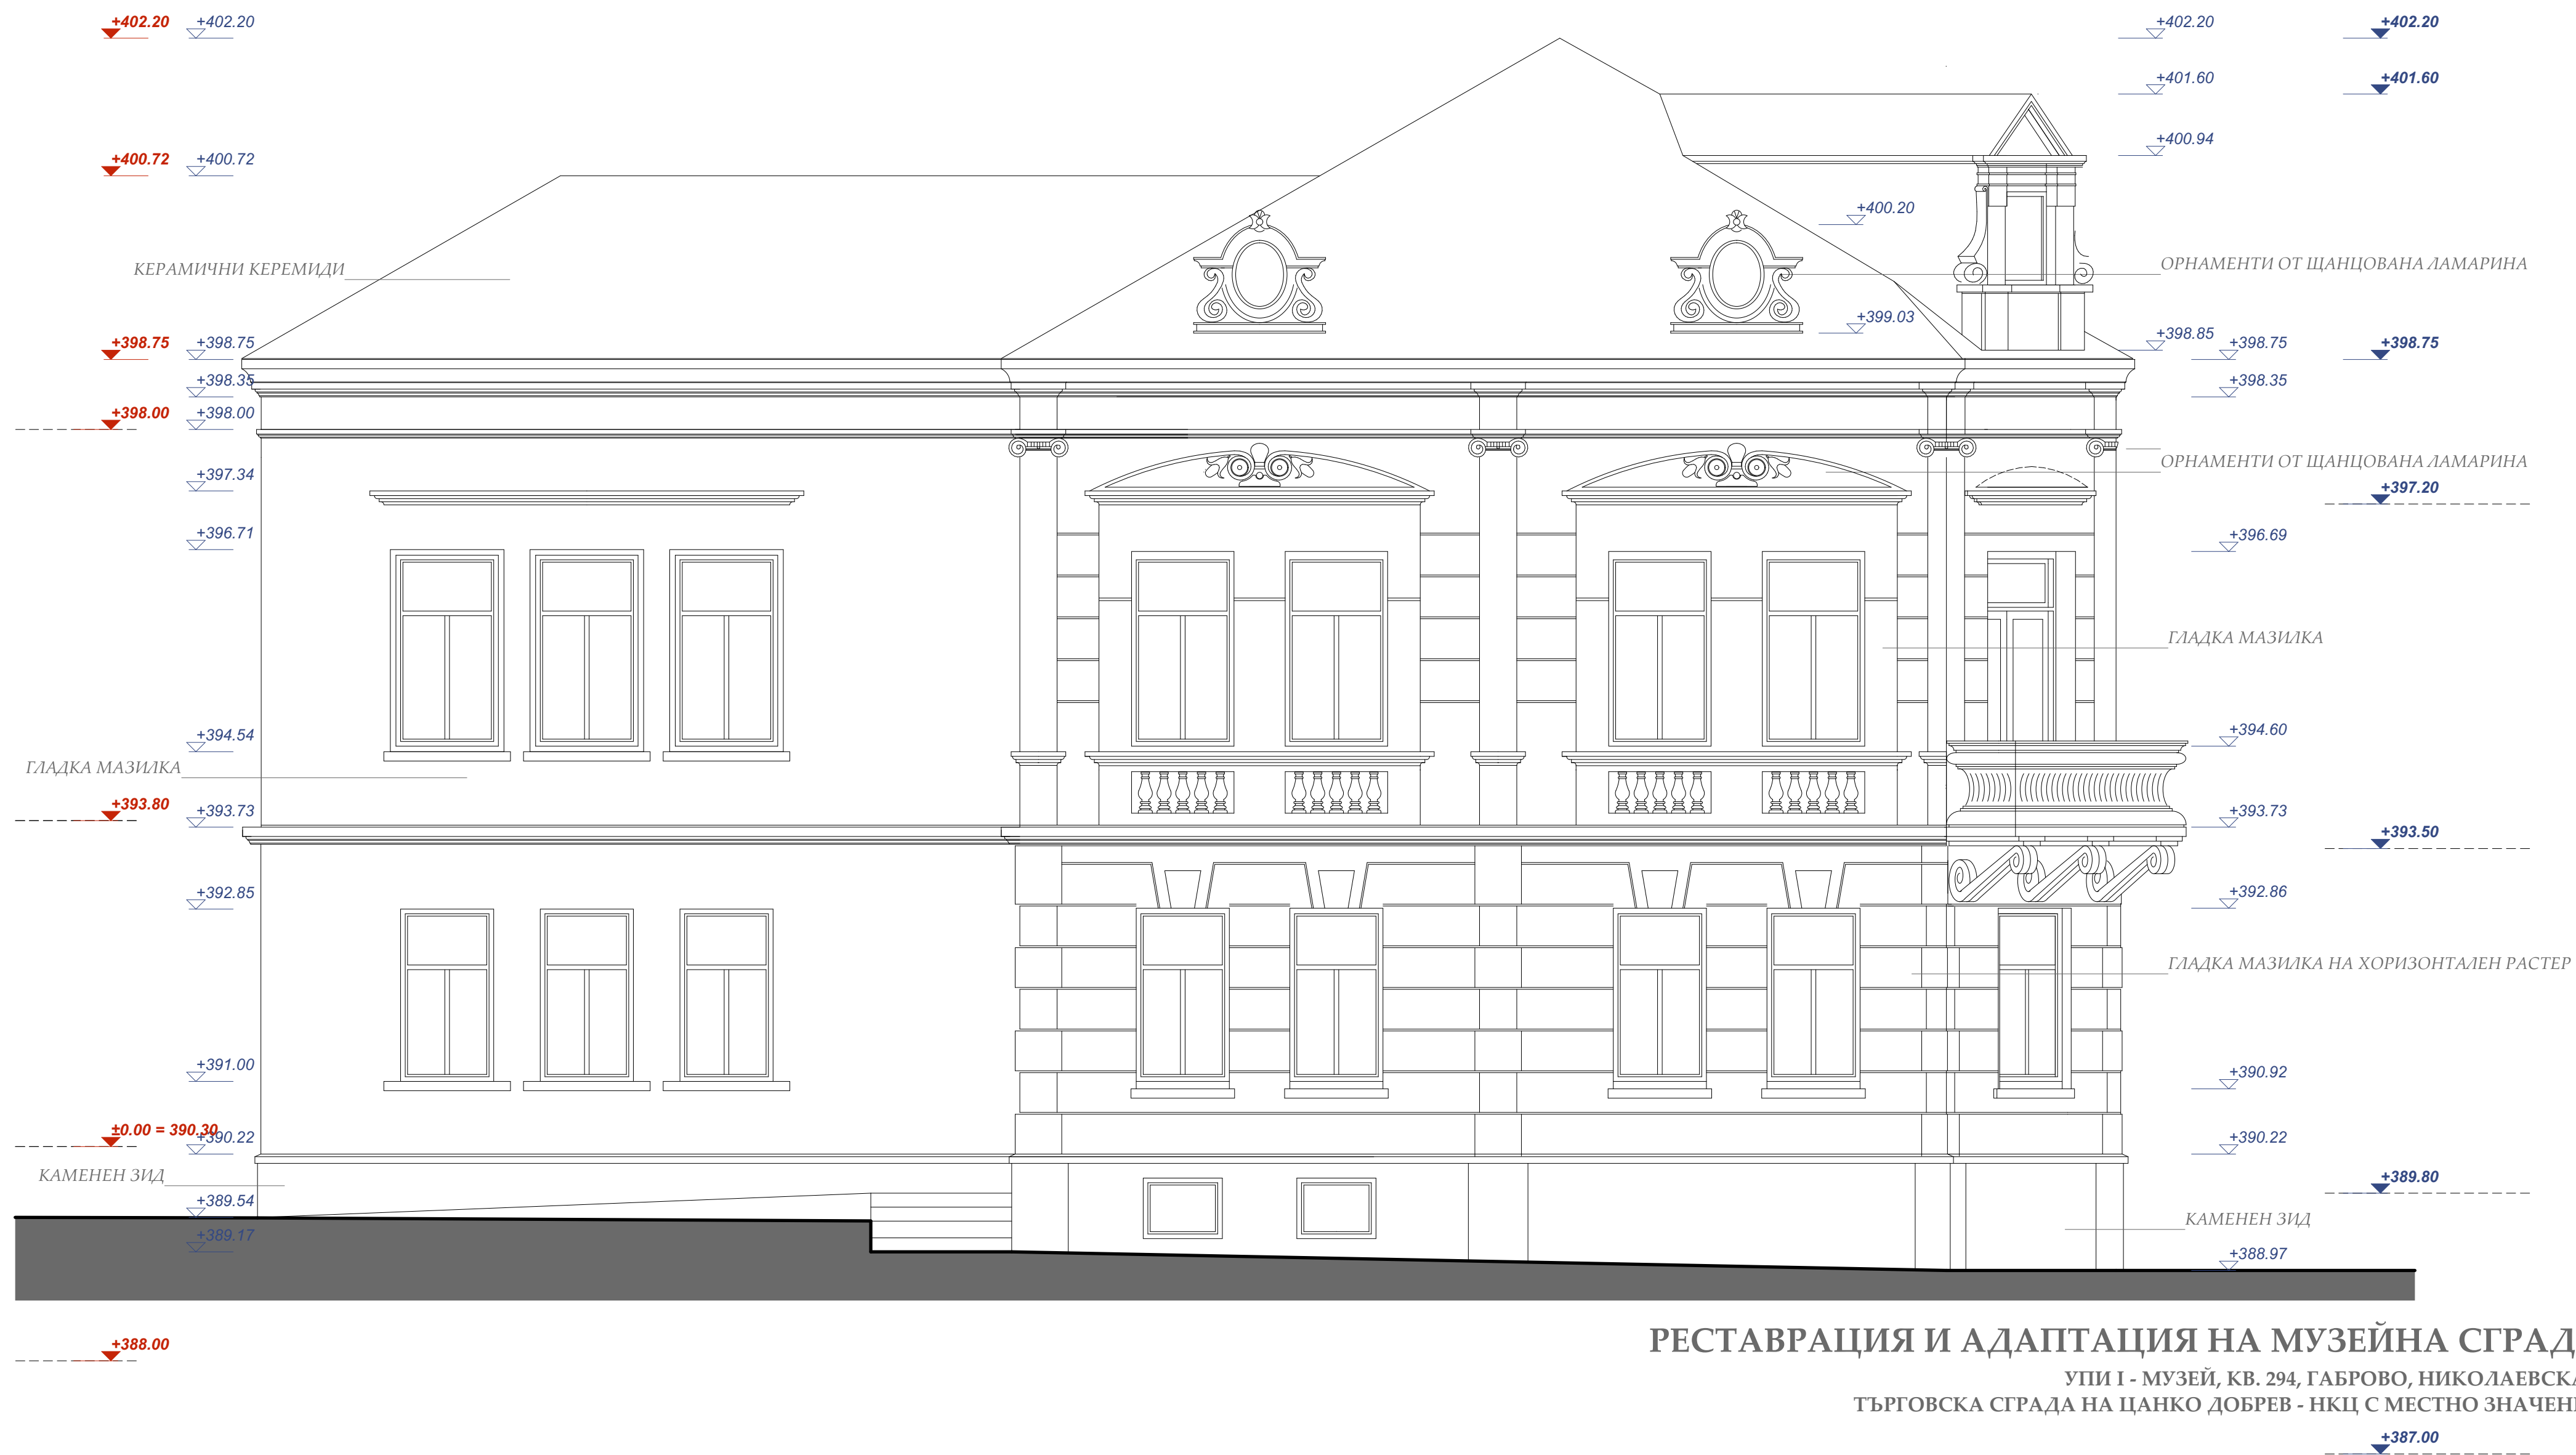 +402.20 +402.20 +402.20 +402.20
+401.60 +401.60
+400.94
+400.72 +400.72
+400.20
КЕРАМИЧНИ КЕРЕМИДИ ОРНАМЕНТИ ОТ ЩАНЦОВАНА ЛАМАРИНА
+399.03
+398.85
+398.75 +398.75 +398.75 +398.75
+398.35 +398.35
+398.00 +398.00
ОРНАМЕНТИ ОТ ЩАНЦОВАНА ЛАМАРИНА
+397.34
+397.20
+396.71 +396.69
ГЛАДКА МАЗИЛКА
+394.54 +394.60
ГЛАДКА МАЗИЛКА
+393.80 +393.73 +393.73
+393.50
+392.85 +392.86
ГЛАДКА МАЗИЛКА НА ХОРИЗОНТАЛЕН РАСТЕР
+391.00 +390.92
±0.00 = 390.30 +390.22 +390.22
КАМЕНЕН ЗИД +389.80
+389.54
КАМЕНЕН ЗИД
+389.17
+388.97
+388.00
РЕСТАВРАЦИЯ И АДАПТАЦИЯ НА МУЗЕЙНА СГРАД
УПИ I - МУЗЕЙ, КВ. 294, ГАБРОВО, НИКОЛАЕВСКА
ТЪРГОВСКА СГРАДА НА ЦАНКО ДОБРЕВ - НКЦ С МЕСТНО ЗНАЧЕНИ
+387.00